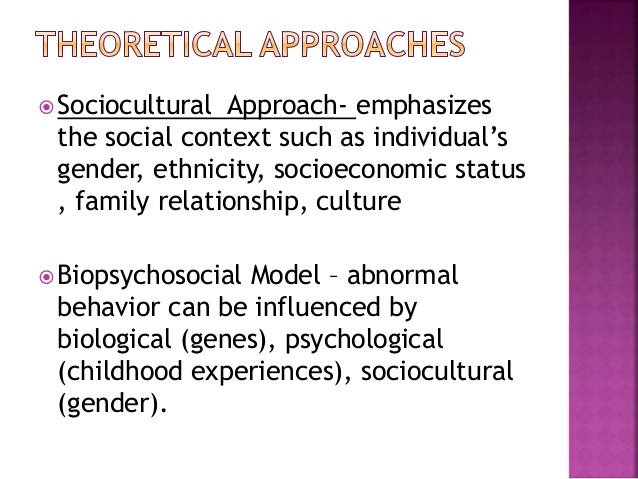 THEORETICAL APPROACHES
Sociocultural Approach- emphasizes
the social context such as individual’s
gender, ethnicity, socioeconomic status
, family relationship, culture
Biopsychosocial Model – abnormal
behavior can be influenced by
biological (genes), psychological
(childhood experiences), sociocultural
(gender).